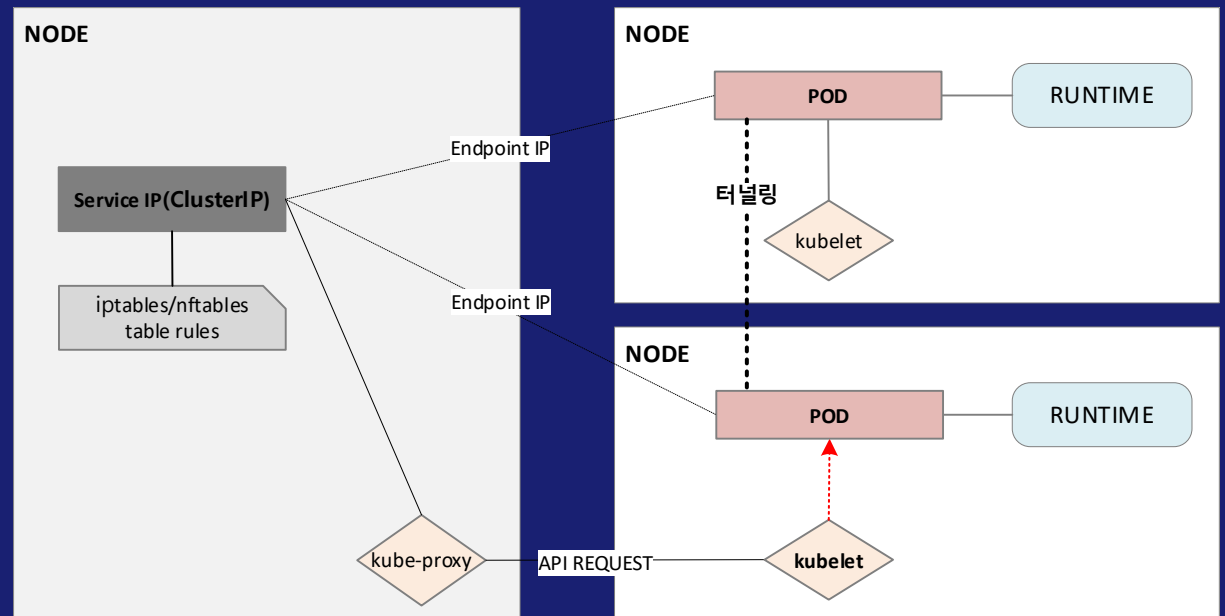 NODE
Service IP(ClusterIP)
iptables/nftables
table rules
Endpoint IP
Endpoint IP
kube-proxy
API REQUEST
NODE
POD
RUNTIME
터널링
kubelet
NODE
POD
RUNTIME
kubelet